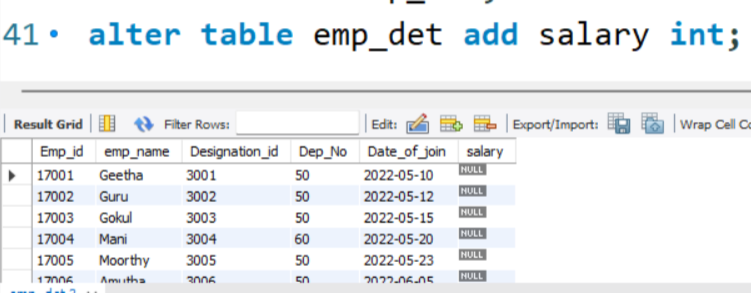 41 alter table emp_det add salary int;
Result Grid Filter Rows: Edit: Export/Import: Wrap Cell
Emp_id emp_name Designation_id Dep_No Date_of_join salary
17001 Geetha 3001 50 2022-05-10 NULL
17002 Guru 3002 50 2022-05-12 NULL
17003 Gokul 3003 50 2022-05-15 NULL
17004 Mani 3004 60 2022-05-20 NULL
17005 Moorthy 3005 50 2022-05-23 NULL
17006 Amutha 3006 50 2022-06-05 NULL